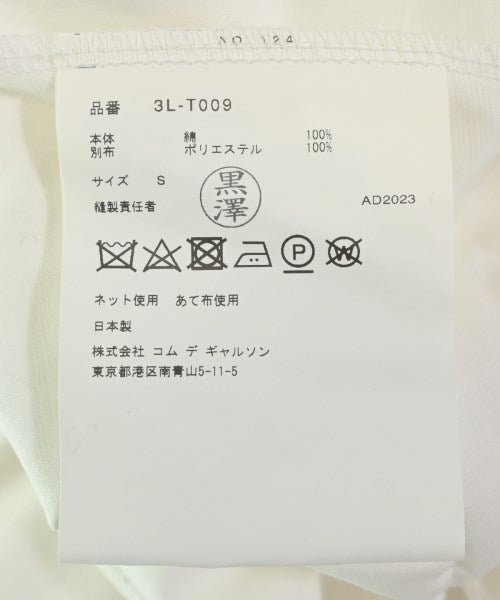 NO 124
品番 3L-T009
本体 綿 100%
別布 ポリエステル 100%
サイズ S
黒澤
縫製責任者
AD2023
P W
ネット使用 あて布使用
日本製
株式会社 コム デ ギャルソン
東京都港区南青山5-11-5